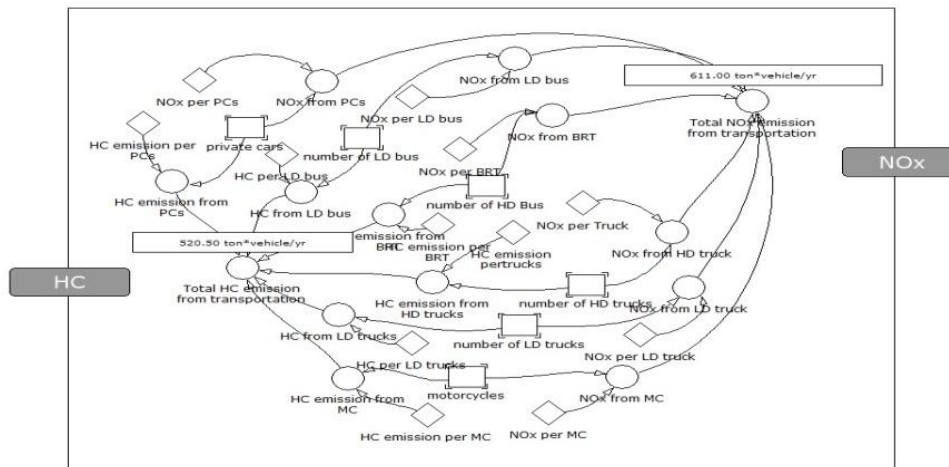 611.00 ton*vehicle/yr
NOx from LD bus
NOx per PCs
NOx from PCs
NOx per LD bus
Total NOx emission
from transportation
NOx from BRT
HC emission per
PCs
private cars
number of LD bus
NOx
HC per LD bus
NOx per BRT
HC emission from
PCs
HC from LD bus
number of HD Bus
NOx per Truck
emission from
BRT
HC emission per
BRT
520.50 ton*vehicle/yr
HC emission
pertrucks
NOx from HD truck
HC
Total HC emission
from transportation
HC emission from
HD trucks
number of HD trucks
NOx from LD truck
HC from LD trucks
number of LD trucks
HC per LD trucks
NOx per LD truck
HC emission from
MC
motorcycles
NOx from MC
HC emission per MC
NOx per MC